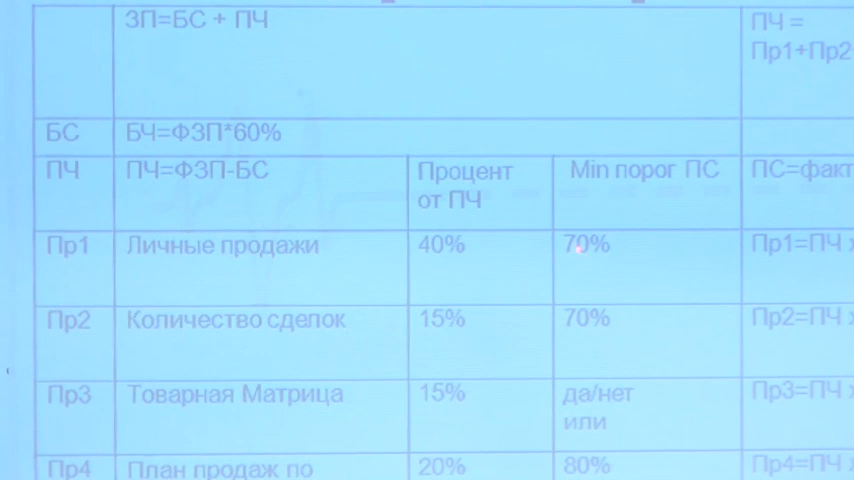 ЗП=БС + ПЧ
ПЧ =
Пр1+Пр2
БС БЧ=ФЗП*60%
ПЧ ПЧ=ФЗП-БС Процент Min порог ПС ПС=факт
от ПЧ
Пр1 Личные продажи 40% 70% Пр1=ПЧ
Пр2 Количество сделок 15% 70% Пр2=ПЧ
Пр3 Товарная Матрица 15% да/нет Пр3=ПЧ
или
Пр4 План продаж по 20% 80% Пр4=ПЧ